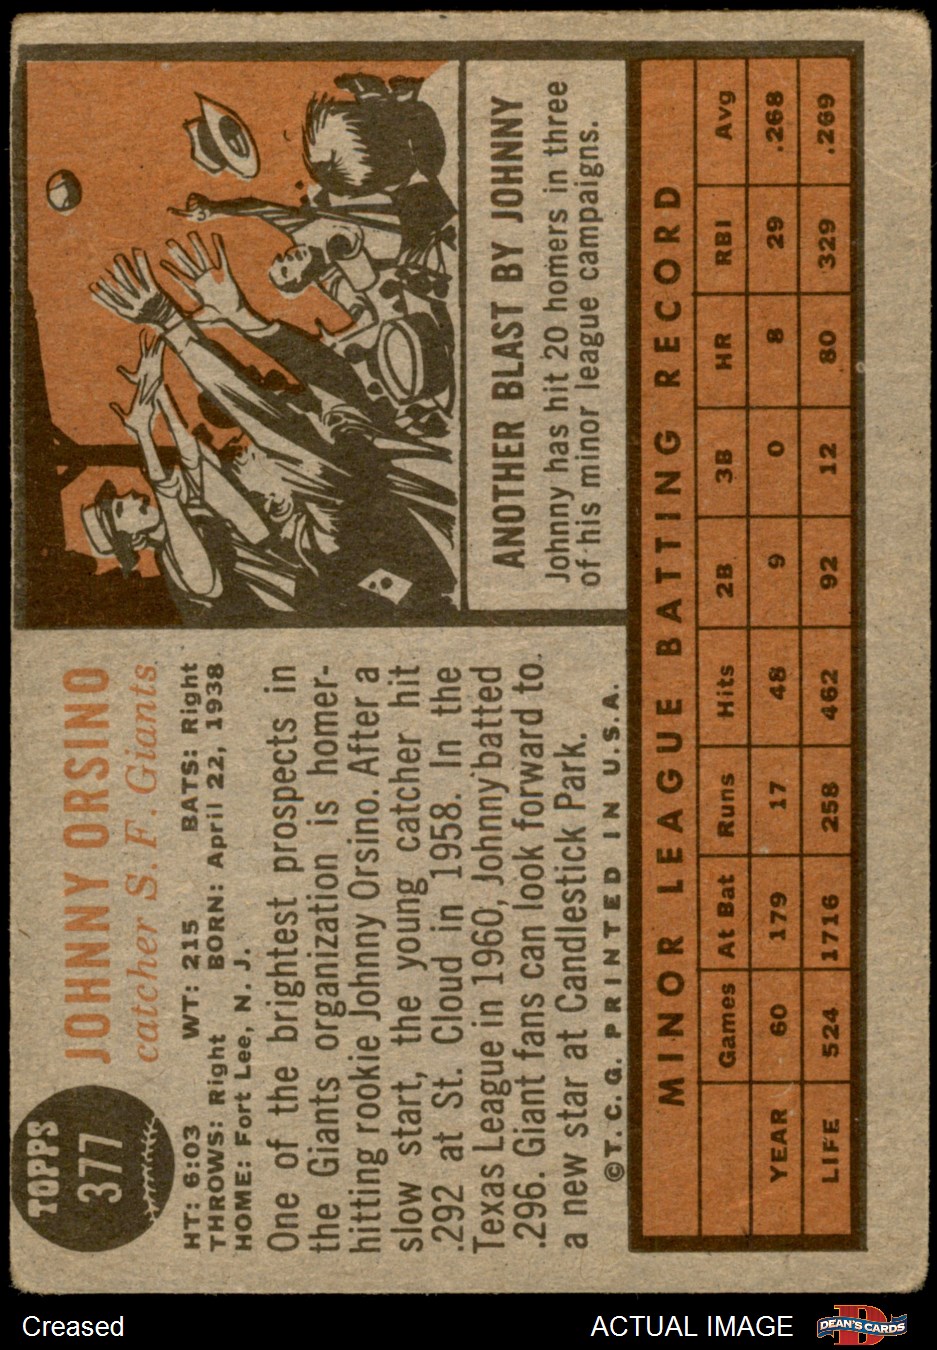 TOPPS
377
JOHNNY ORSINO
catcher S. F. Giants
HT: 6:03 WT: 215 BATS: Right
THROWS: Right BORN: April 22, 1938
HOME: Fort Lee, N. J.
One of the brightest prospects in
the Giants organization is homer-
hitting rookie Johnny Orsino. After a
slow start, the young catcher hit
.292 at St. Cloud in 1958. In the
Texas League in 1960, Johnny batted
.296. Giant fans can look forward to
a new star at Candlestick Park.
©T.C.G. PRINTED IN U.S.A.
ANOTHER BLAST BY JOHNNY
Johnny has hit 20 homers in three
of his minor league campaigns.
MINOR LEAGUE BATTING RECORD
Games At Bat Runs Hits 2B 3B HR RBI Avg
YEAR 60 179 17 48 9 0 8 29 .268
LIFE 524 1716 258 462 92 12 80 329 .269
Creased
ACTUAL IMAGE
D
DEAN'S CARDS